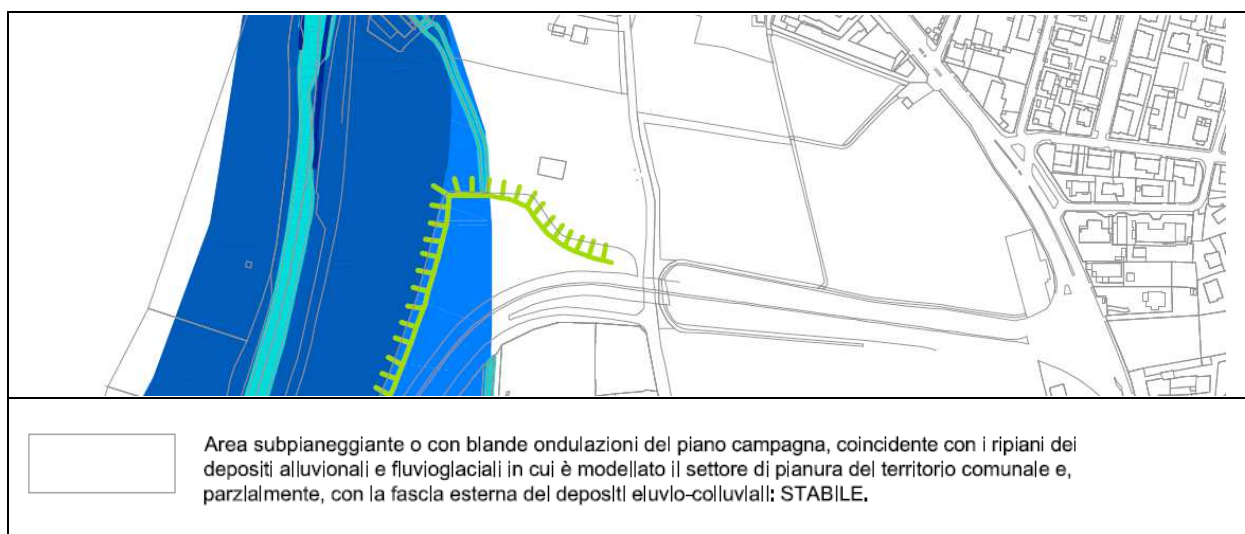 Area subpianeggiante o con blande ondulazioni del piano campagna, coincidente con i ripiani dei
depositi alluvionali e fluvioglaciali in cui è modellato il settore di pianura del territorio comunale e,
parzialmente, con la fascia esterna dei depositi eluvio-colluviali: STABILE.